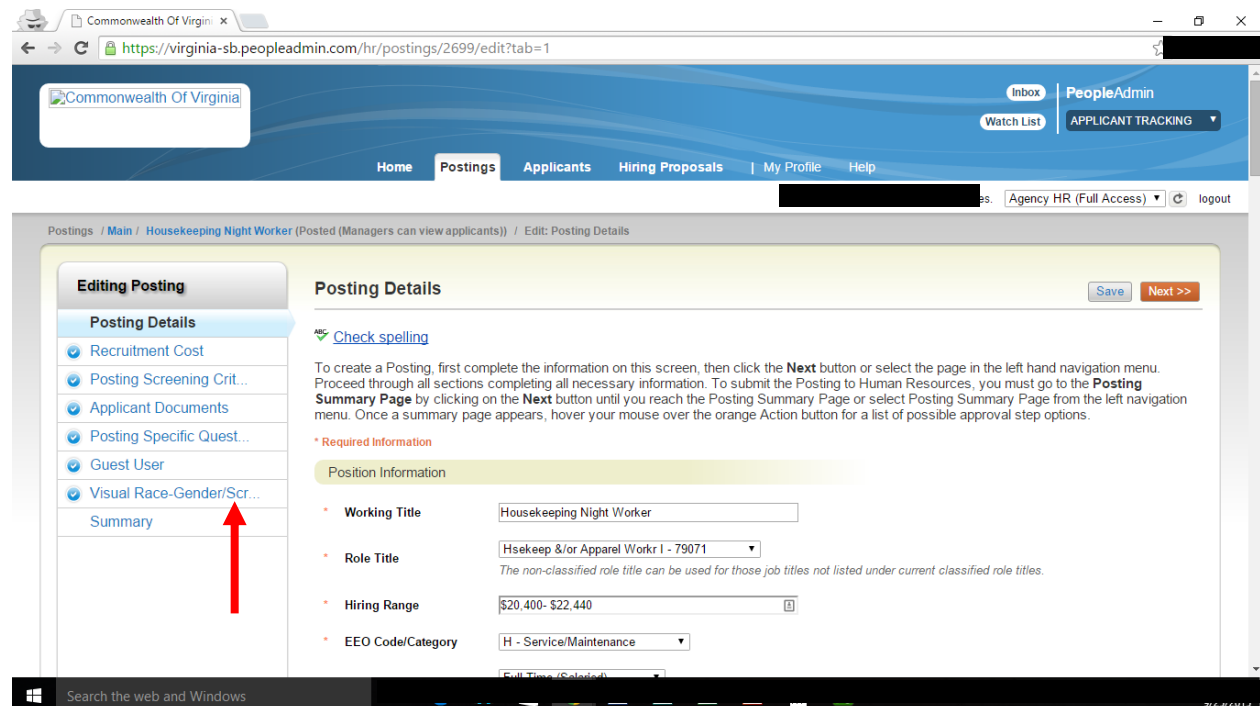 Commonwealth Of Virgini
https://virginia-sb.peopleadmin.com/hr/postings/2699/edit?tab=1
Commonwealth Of Virginia
Inbox
PeopleAdmin
Watch List
APPLICANT TRACKING
Home Postings Applicants Hiring Proposals | My Profile Help
es. Agency HR (Full Access) logout
Postings / Main / Housekeeping Night Worker (Posted (Managers can view applicants)) / Edit: Posting Details
Editing Posting
Posting Details
Recruitment Cost
Posting Screening Crit...
Applicant Documents
Posting Specific Quest...
Guest User
Visual Race-Gender/Scr...
Summary
Posting Details
Save Next >>
ABC Check spelling
To create a Posting, first complete the information on this screen, then click the Next button or select the page in the left hand navigation menu.
Proceed through all sections completing all necessary information. To submit the Posting to Human Resources, you must go to the Posting
Summary Page by clicking on the Next button until you reach the Posting Summary Page or select Posting Summary Page from the left navigation
menu. Once a summary page appears, hover your mouse over the orange Action button for a list of possible approval step options.
* Required Information
Position Information
* Working Title Housekeeping Night Worker
* Role Title Hsekeep &/or Apparel Workr I - 79071
The non-classified role title can be used for those job titles not listed under current classified role titles.
* Hiring Range $20,400- $22,440
* EEO Code/Category H - Service/Maintenance
Full Time (Salaried)
Search the web and Windows